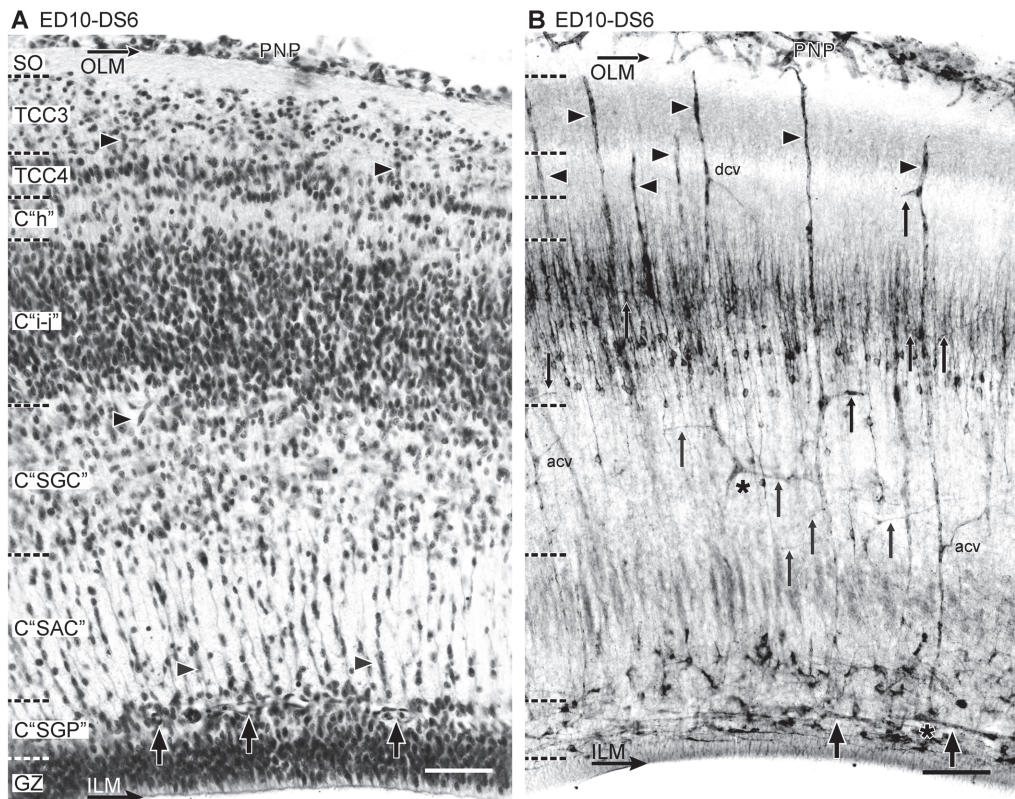 A ED10-DS6
SO
OLM
PNP
TCC3
TCC4
C“h”
C“i-j”
C“SGC”
C“SAC”
C“SGP”
GZ
ILM
B ED10-DS6
OLM
PNP
dcv
acv
*
acv
*
ILM